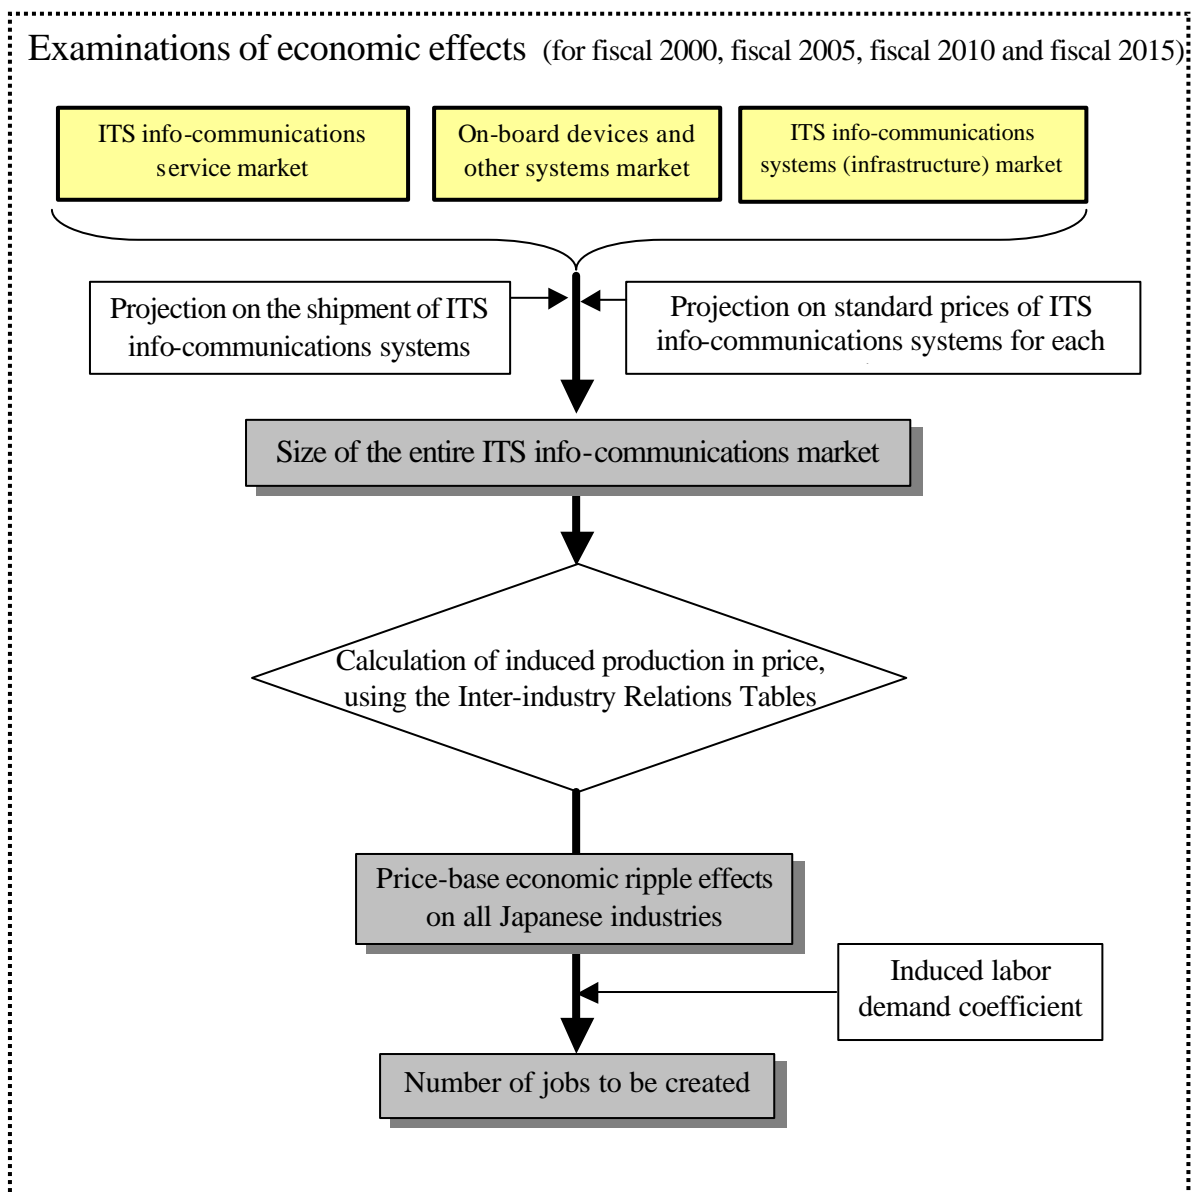 Examinations of economic effects (for fiscal 2000, fiscal 2005, fiscal 2010 and fiscal 2015)
ITS info-communications
service market
On-board devices and
other systems market
ITS info-communications
systems (infrastructure) market
Projection on the shipment of ITS
info-communications systems
Projection on standard prices of ITS
info-communications systems for each
Size of the entire ITS info-communications market
Calculation of induced production in price,
using the Inter-industry Relations Tables
Price-base economic ripple effects
on all Japanese industries
Induced labor
demand coefficient
Number of jobs to be created